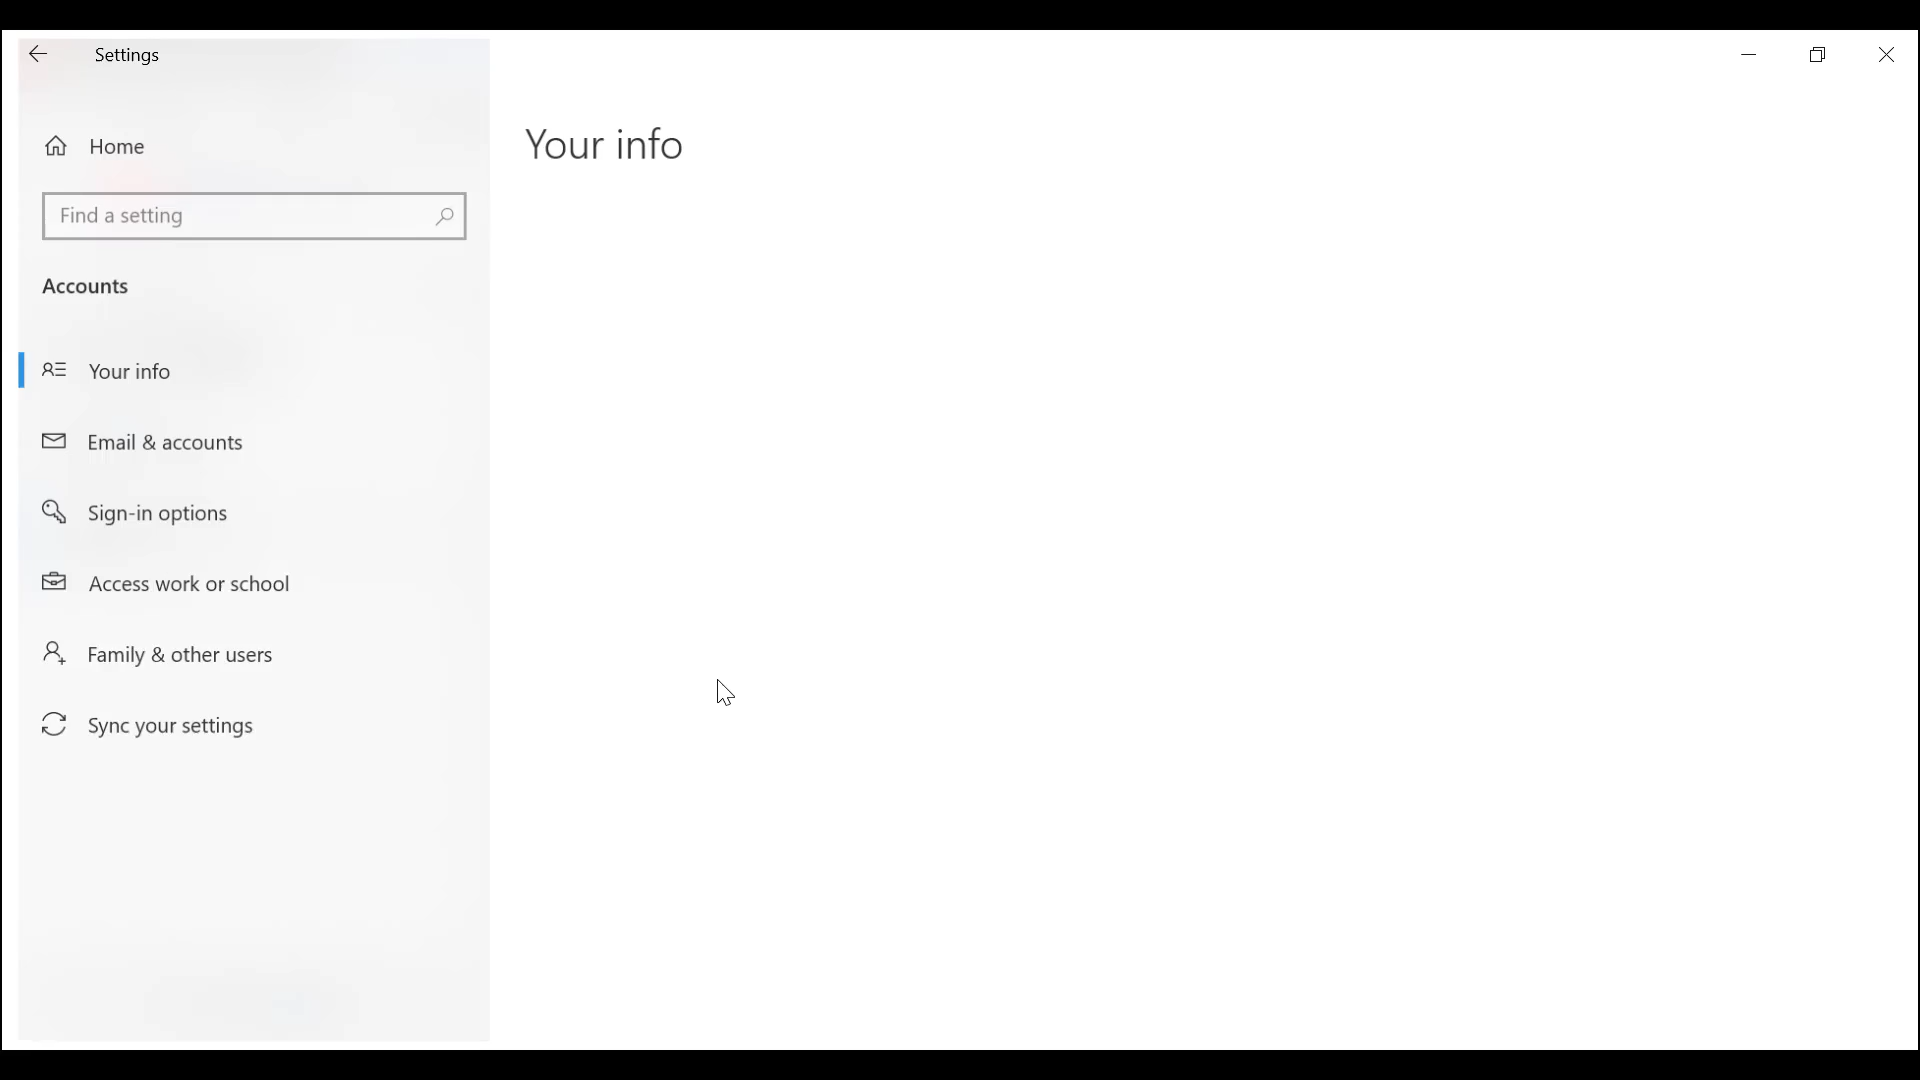 Settings
Home
Find a setting
Accounts
Your info
Email & accounts
Sign-in options
Access work or school
Family & other users
Sync your settings
Your info